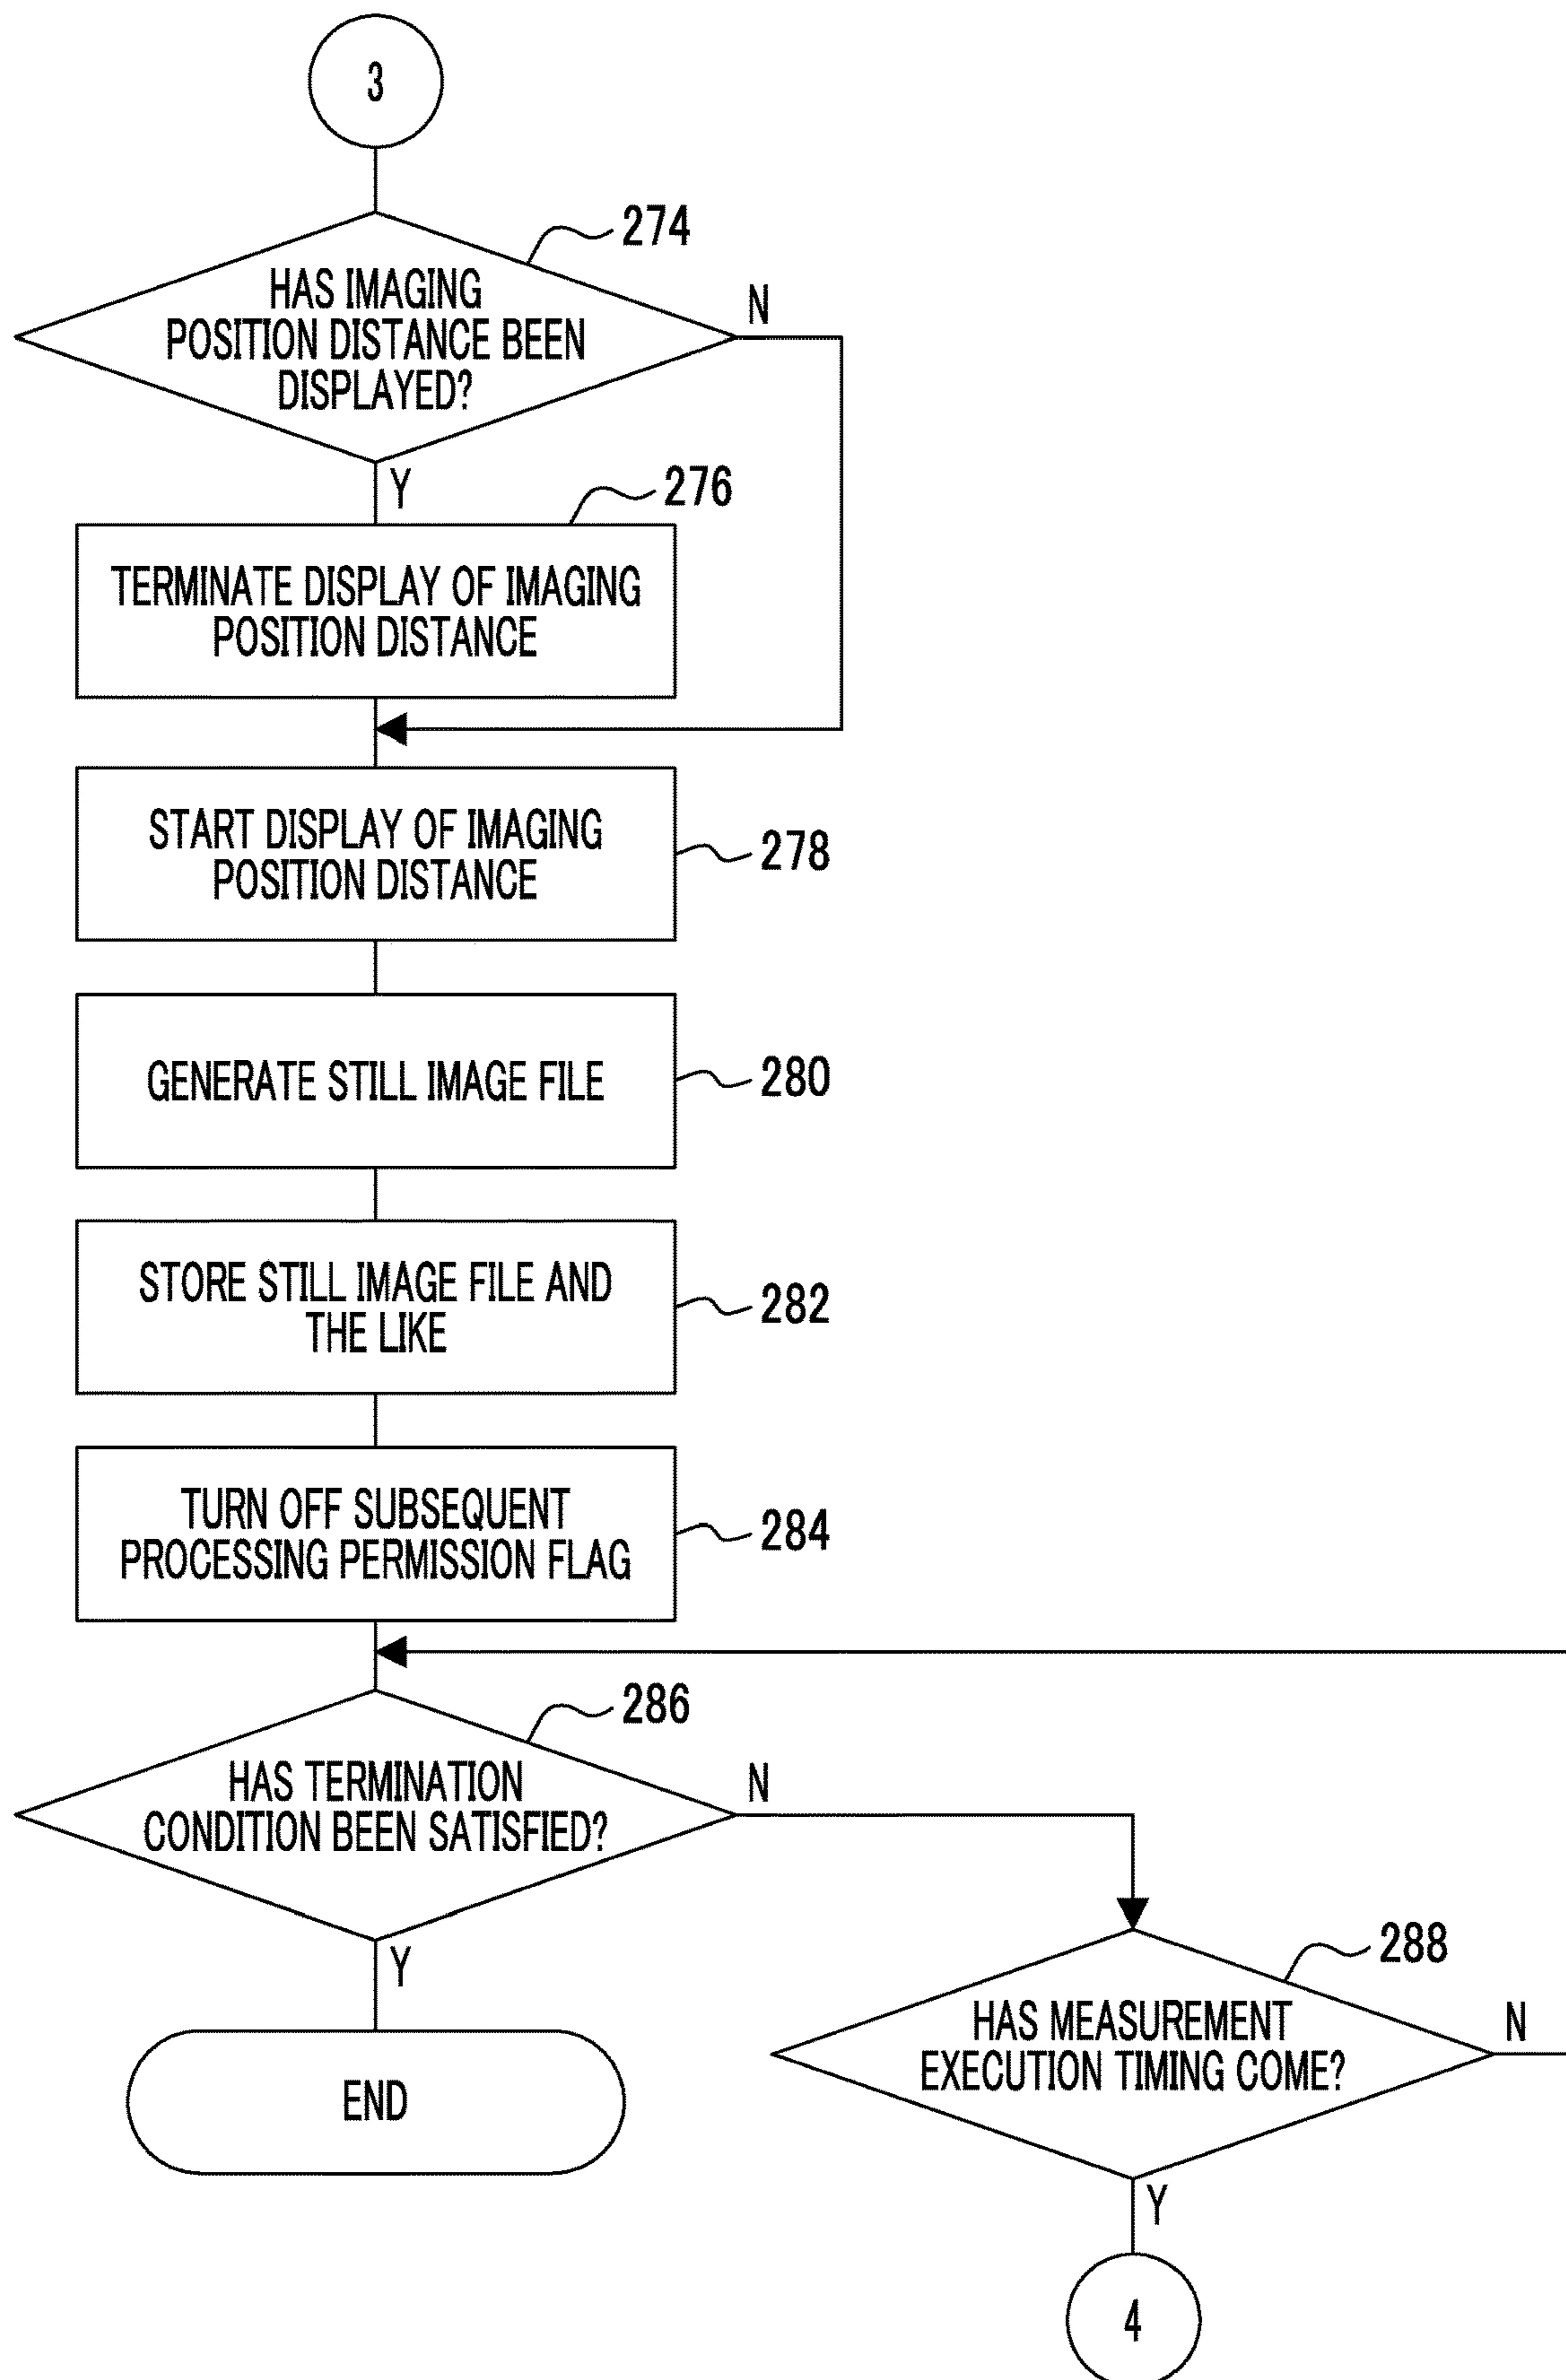 3
274
HAS IMAGING
POSITION DISTANCE BEEN
DISPLAYED?
N
Y
276
TERMINATE DISPLAY OF IMAGING
POSITION DISTANCE
START DISPLAY OF IMAGING
POSITION DISTANCE
278
GENERATE STILL IMAGE FILE
280
STORE STILL IMAGE FILE AND
THE LIKE
282
TURN OFF SUBSEQUENT
PROCESSING PERMISSION FLAG
284
286
HAS TERMINATION
CONDITION BEEN SATISFIED?
N
Y
END
288
HAS MEASUREMENT
EXECUTION TIMING COME?
N
Y
4